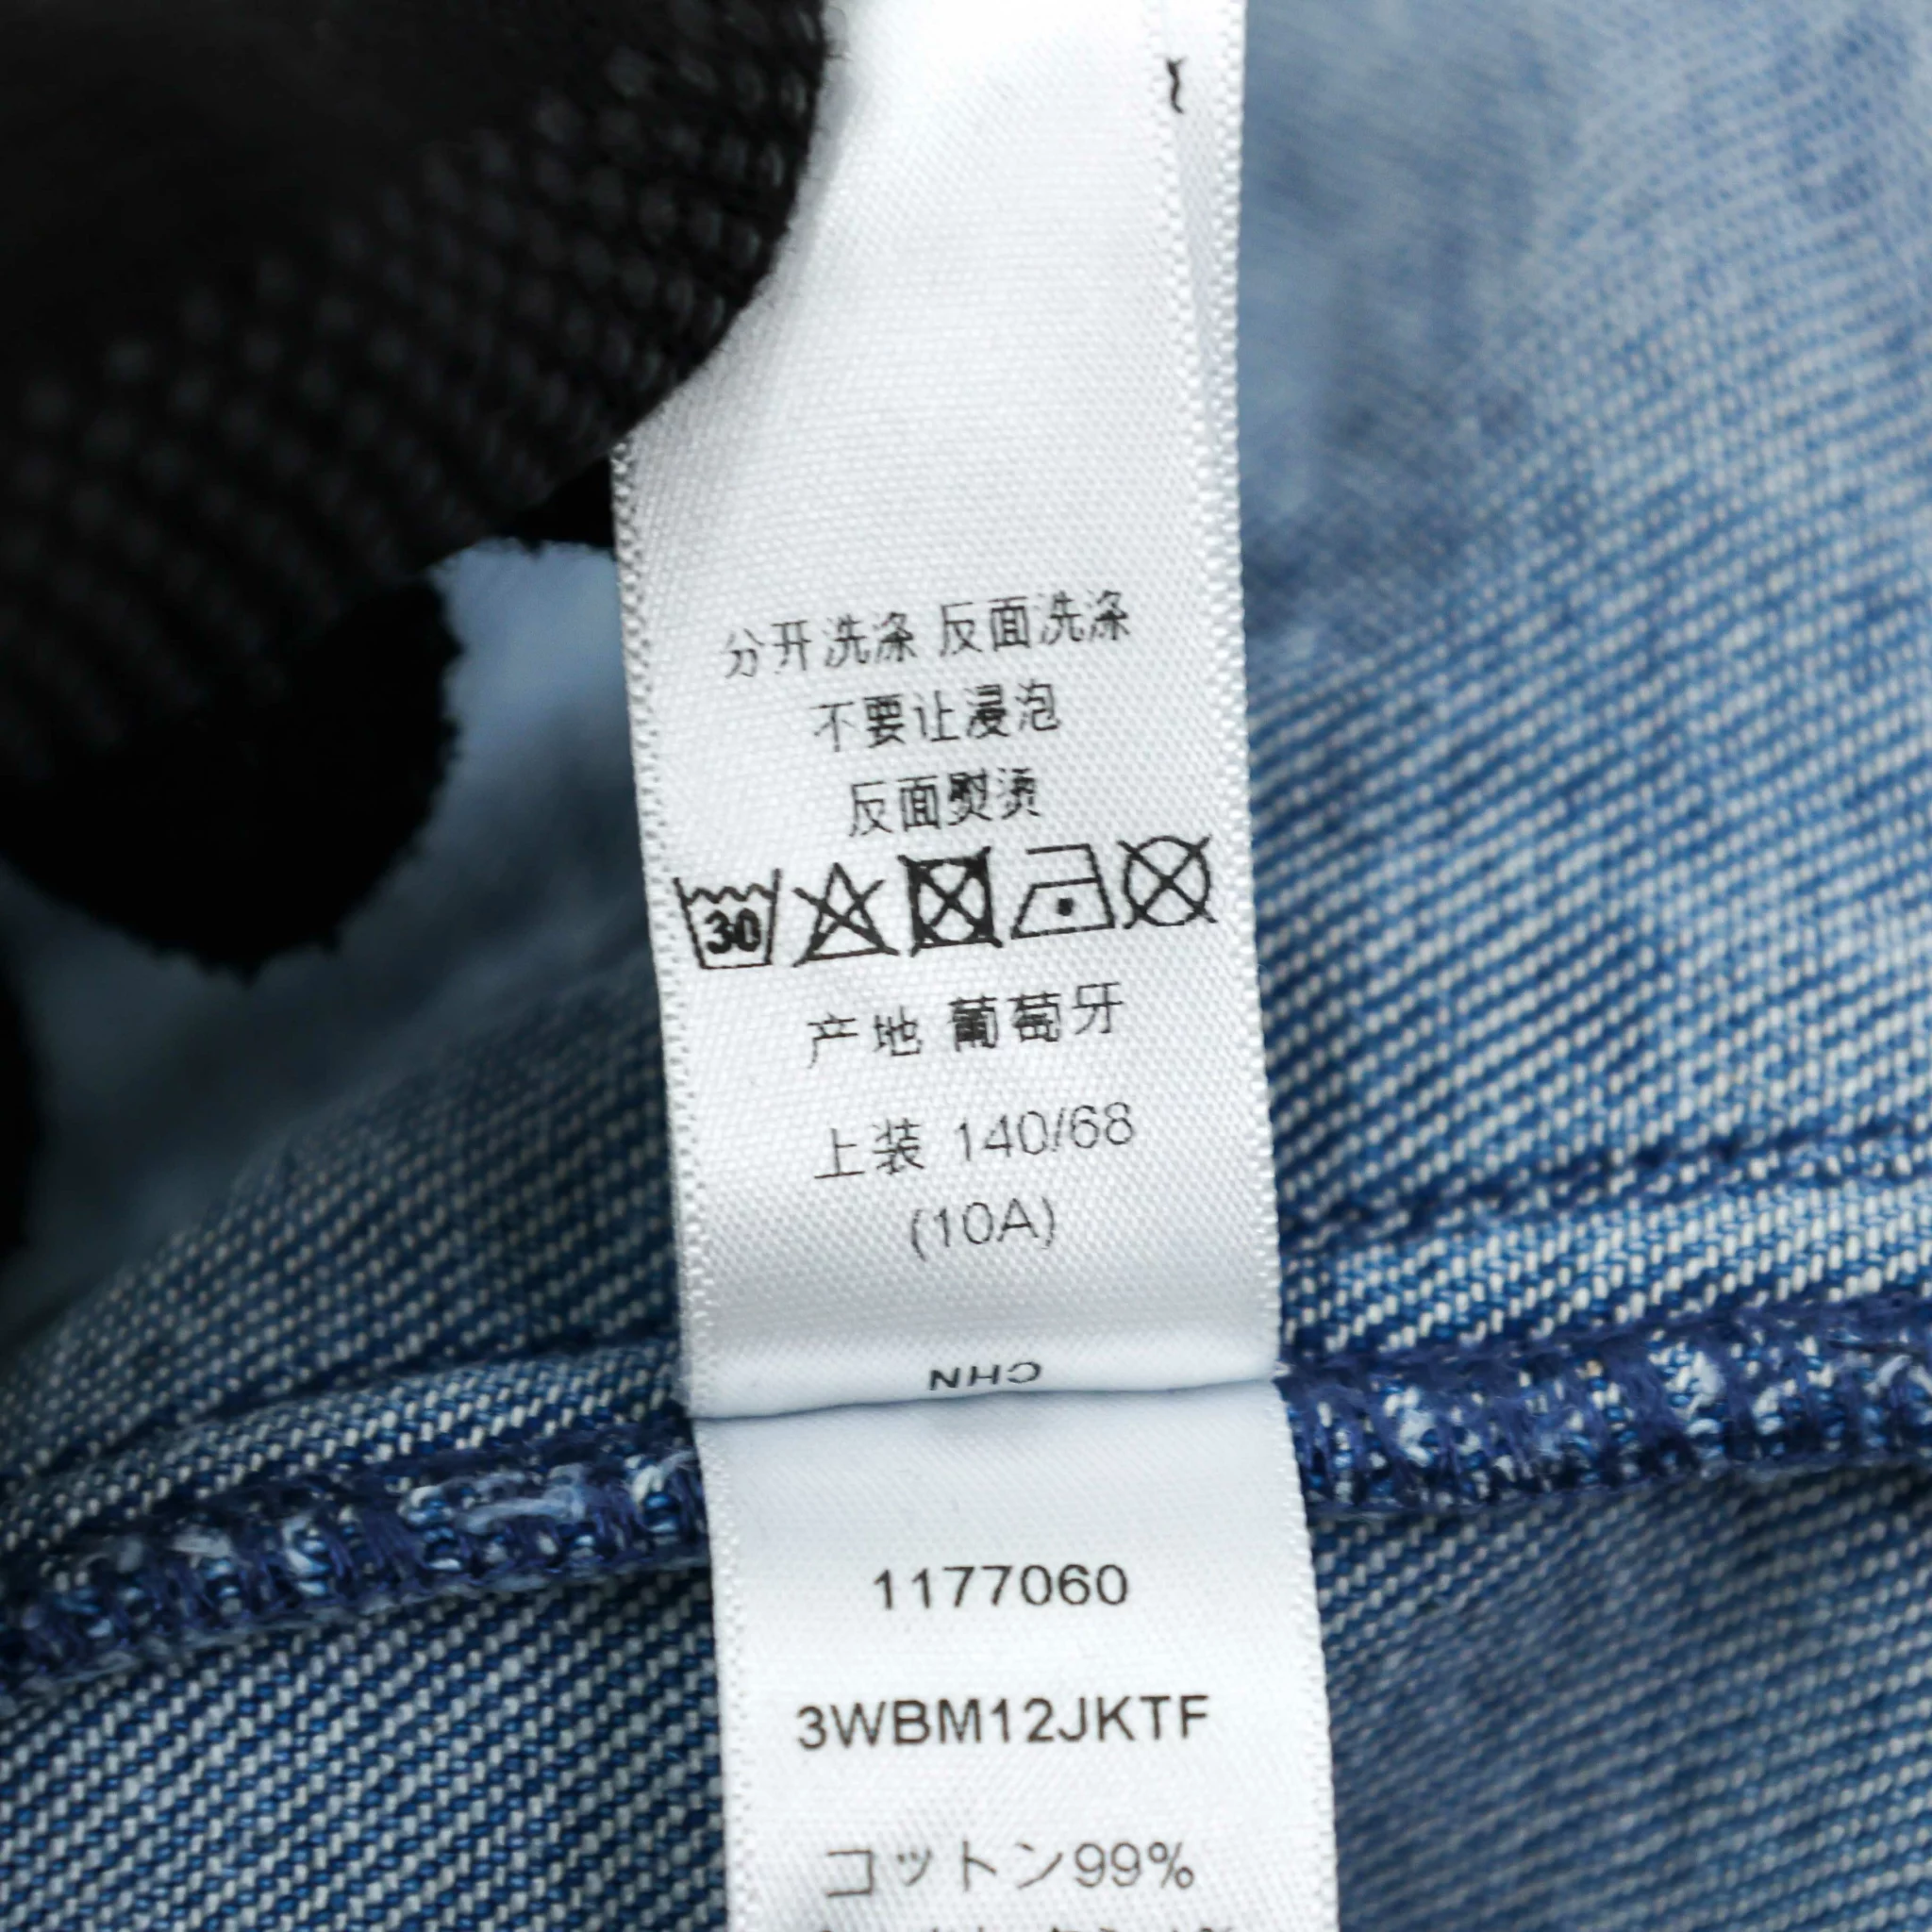 分开洗涤 反面洗涤
不要让浸泡
反面熨烫
30
产地 葡萄牙
上装 140/68
(10A)
CHN
1177060
3WBM12JKTF
コットン99%